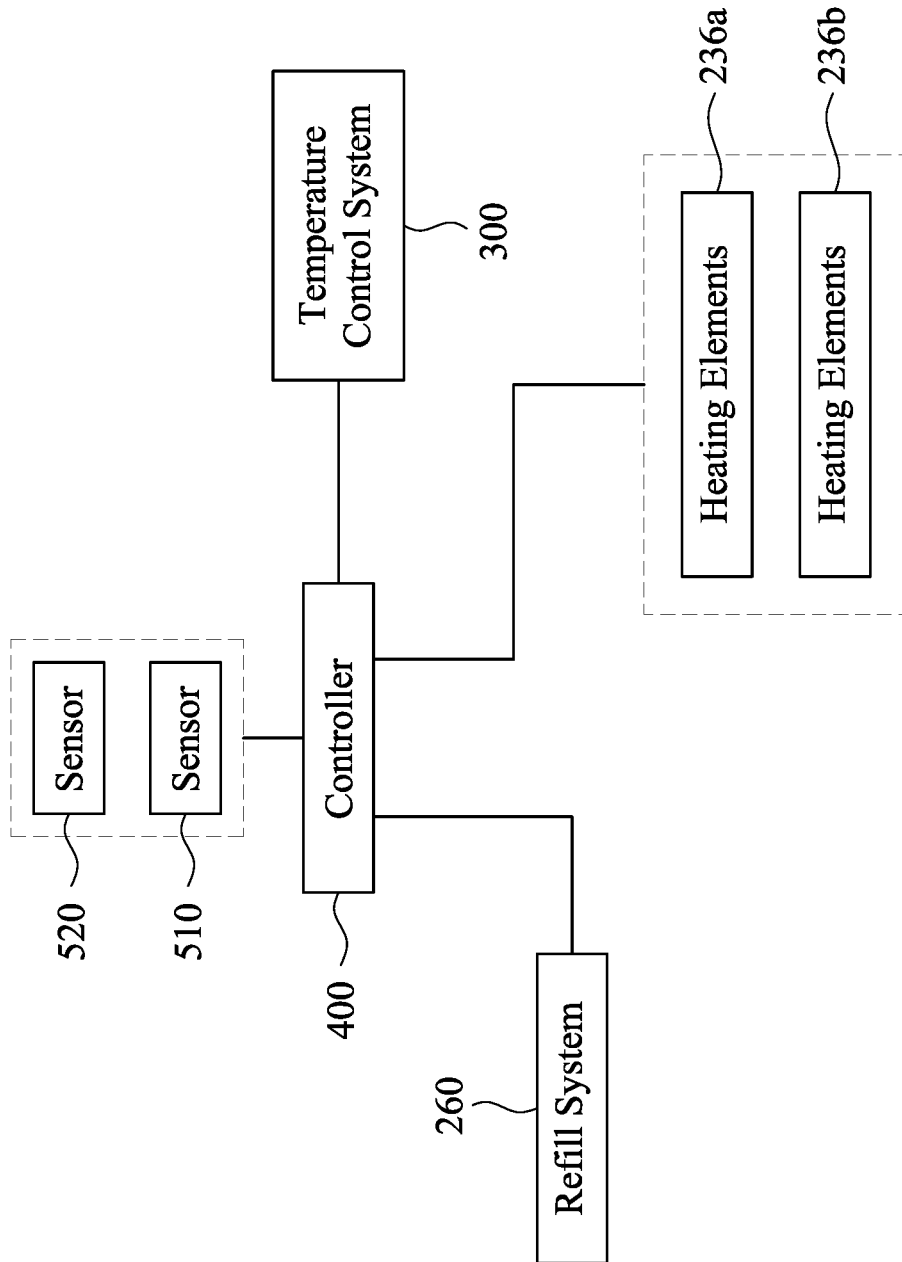 520
Sensor
510
Sensor
400
Controller
Temperature
Control System
300
260
Refill System
Heating Elements
236a
Heating Elements
236b